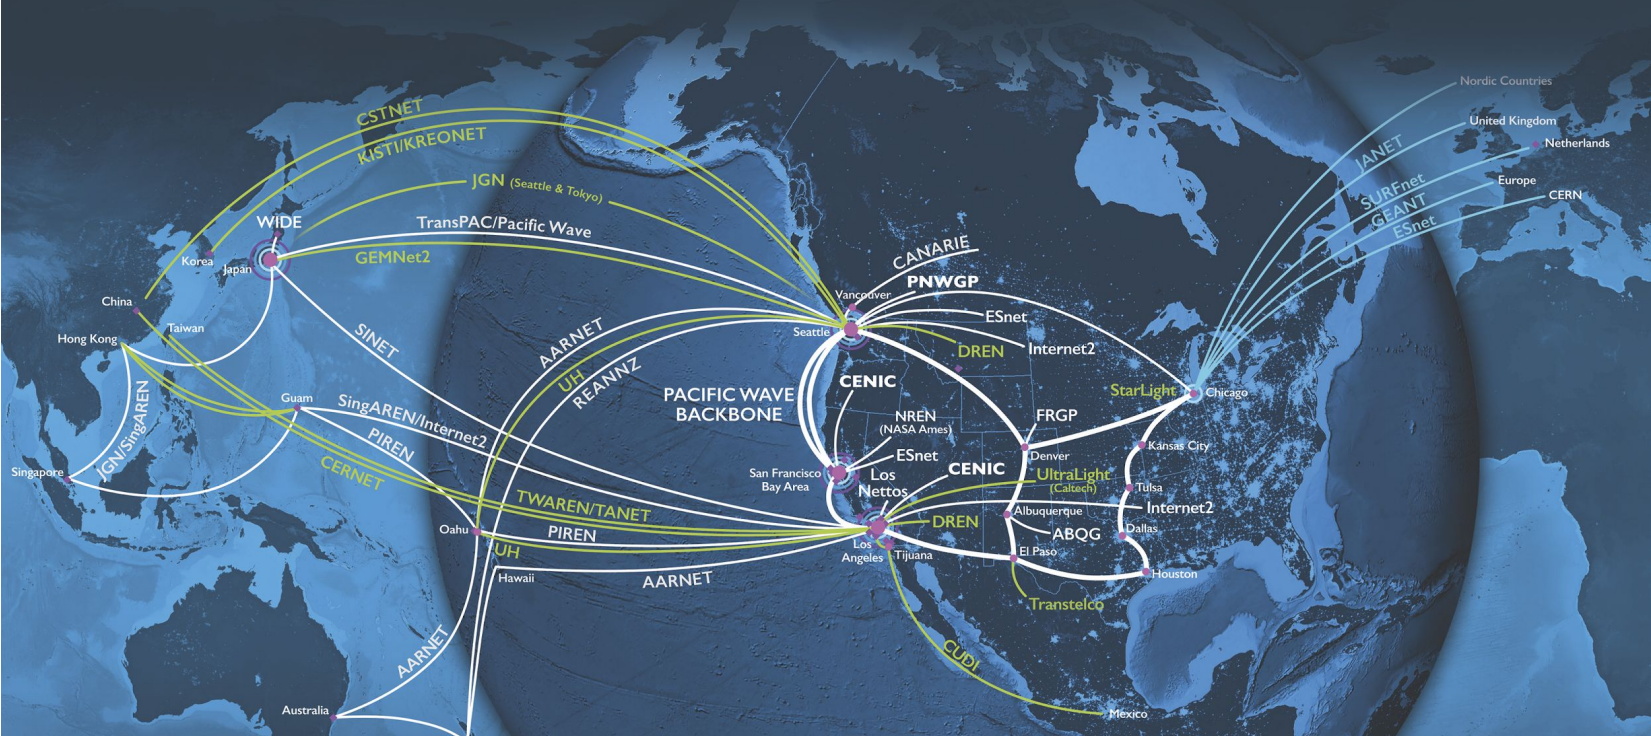 Nordic Countries
CSTNET
United Kingdom
KISTI/KREONET
Netherlands
JANET
JGN (Seattle & Tokyo)
SURFnet
Europe
CERN
GEANT
WIDE
TransPAC/Pacific Wave
ESnet
CANARIE
GEMNet2
Korea
Japan
PNWGP
Vancouver
China
ESnet
Taiwan
Seattle
Hong Kong
SINET
AARNET
DREN
Internet2
UH
REANNZ
CENIC
StarLight
Chicago
PACIFIC WAVE
BACKBONE
Guam
SingAREN/Internet2
NREN
(NASA Ames)
FRGP
JGN/SingAREN
PIREN
Kansas City
ESnet
Denver
Singapore
CERNET
San Francisco
Bay Area
Los
Nettos
CENIC
UltraLight
(Caltech)
Tulsa
TWAREN/TANET
Internet2
Albuquerque
Oahu
PIREN
DREN
ABQG
Dallas
UH
Los
Angeles
Tijuana
El Paso
Hawaii
AARNET
Houston
Transtelco
AARNET
CUDI
Australia
Mexico